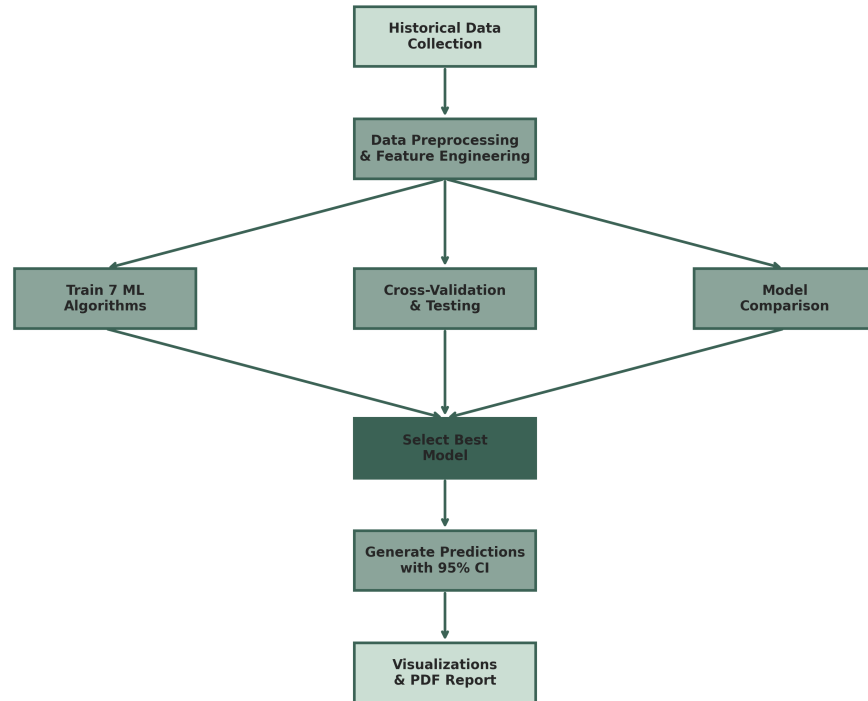 Historical Data
Collection
Data Preprocessing
& Feature Engineering
Train 7 ML
Algorithms
Cross-Validation
& Testing
Model
Comparison
Select Best
Model
Generate Predictions
with 95% CI
Visualizations
& PDF Report